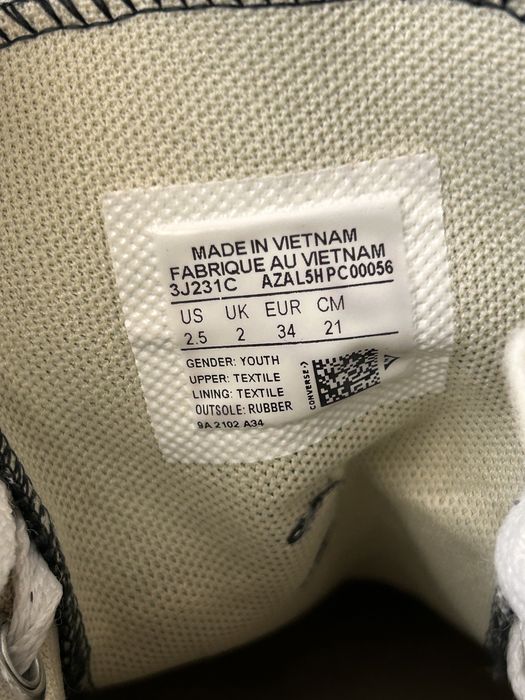 MADE IN VIETNAM
FABRIQUE AU VIETNAM
3J231C AZAL5HPC00056
US UK EUR CM
2.5 2 34 21
GENDER: YOUTH
UPPER: TEXTILE
LINING: TEXTILE
OUTSOLE: RUBBER
9A 2102 A34
CONVERSE